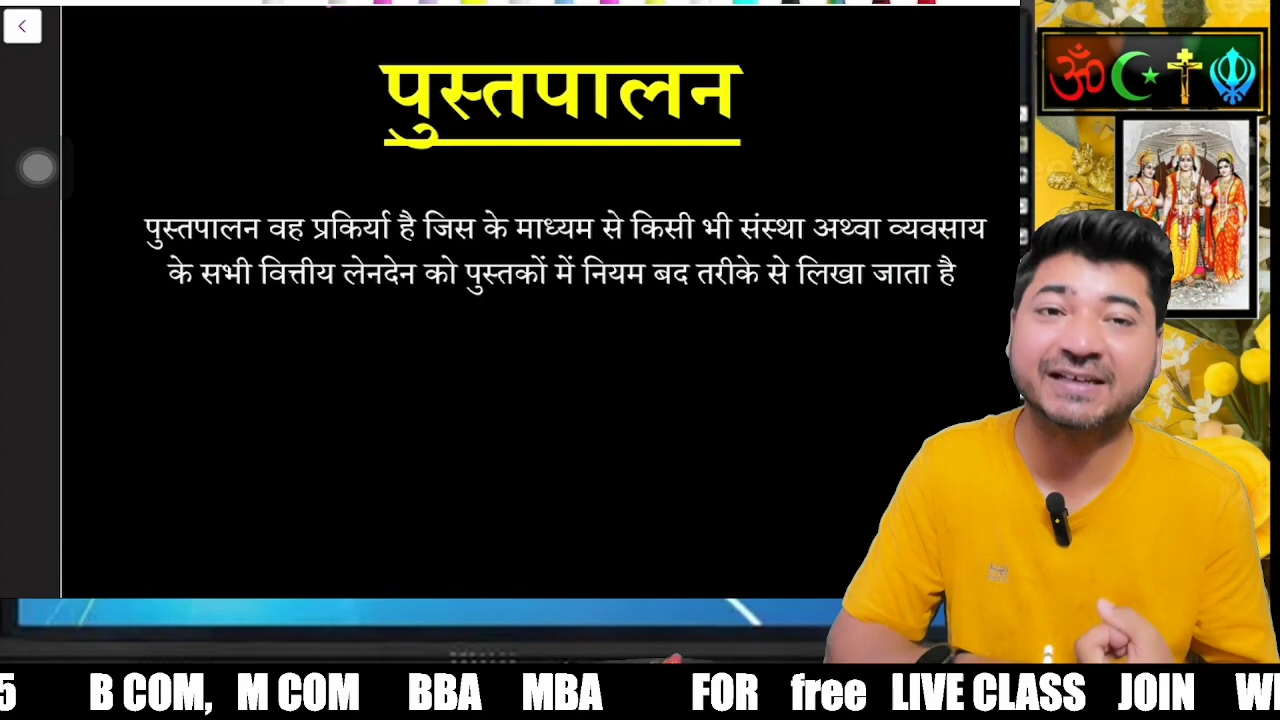 पुस्तपालन
पुस्तपालन वह प्रकिर्या है जिस के माध्यम से किसी भी संस्था अथ्वा व्यवसाय
के सभी वित्तीय लेनदेन को पुस्तकों में नियम बद तरीके से लिखा जाता है
5 B COM, M COM BBA MBA FOR free LIVE CLASS JOIN